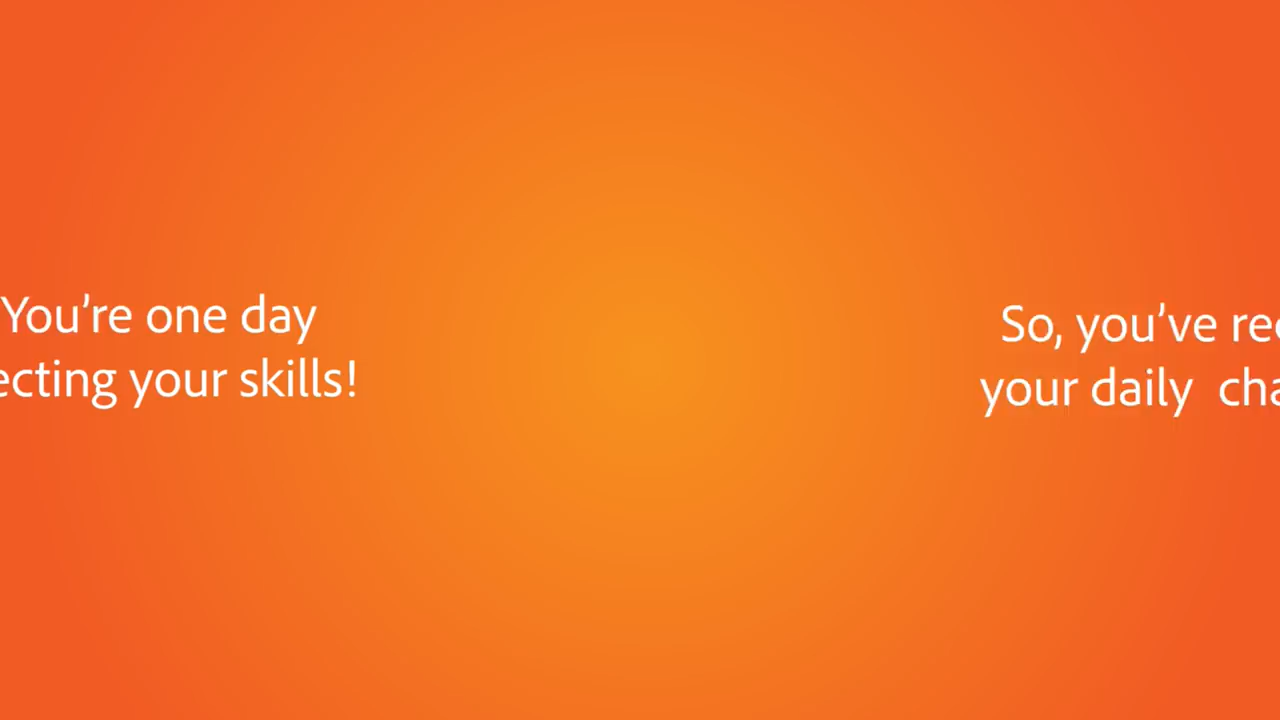 You’re one day
ecting your skills!
So, you’ve rec
your daily  cha